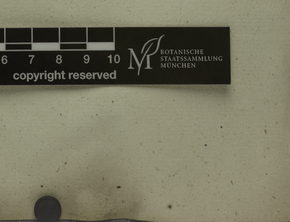 6 7 8 9 10
copyright reserved
M
BOTANISCHE
STAATSSAMMLUNG
MÜNCHEN